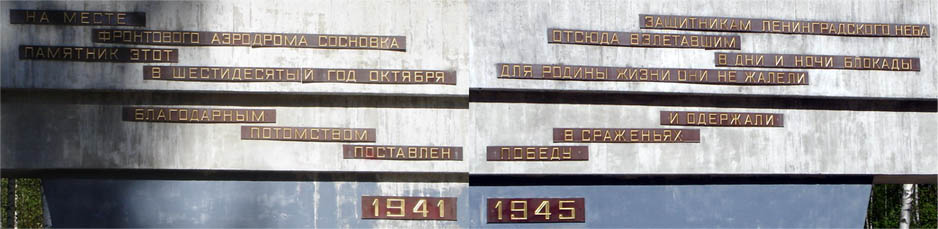 НА МЕСТЕ
ФРОНТОВОГО АЭРОДРОМА СОСНОВКА
ПАМЯТНИК ЭТОТ
В ШЕСТИДЕСЯТЫЙ ГОД ОКТЯБРЯ
БЛАГОДАРНЫМ
ПОТОМСТВОМ
ПОСТАВЛЕН
1941
ЗАЩИТНИКАМ ЛЕНИНГРАДСКОГО НЕБА
ОТСЮДА ВЗЛЕТАВШИМ
В ДНИ И НОЧИ БЛОКАДЫ
ДЛЯ РОДИНЫ ЖИЗНИ ОНИ НЕ ЖАЛЕЛИ
И ОДЕРЖАЛИ
В СРАЖЕНЬЯХ
ПОБЕДУ
1945